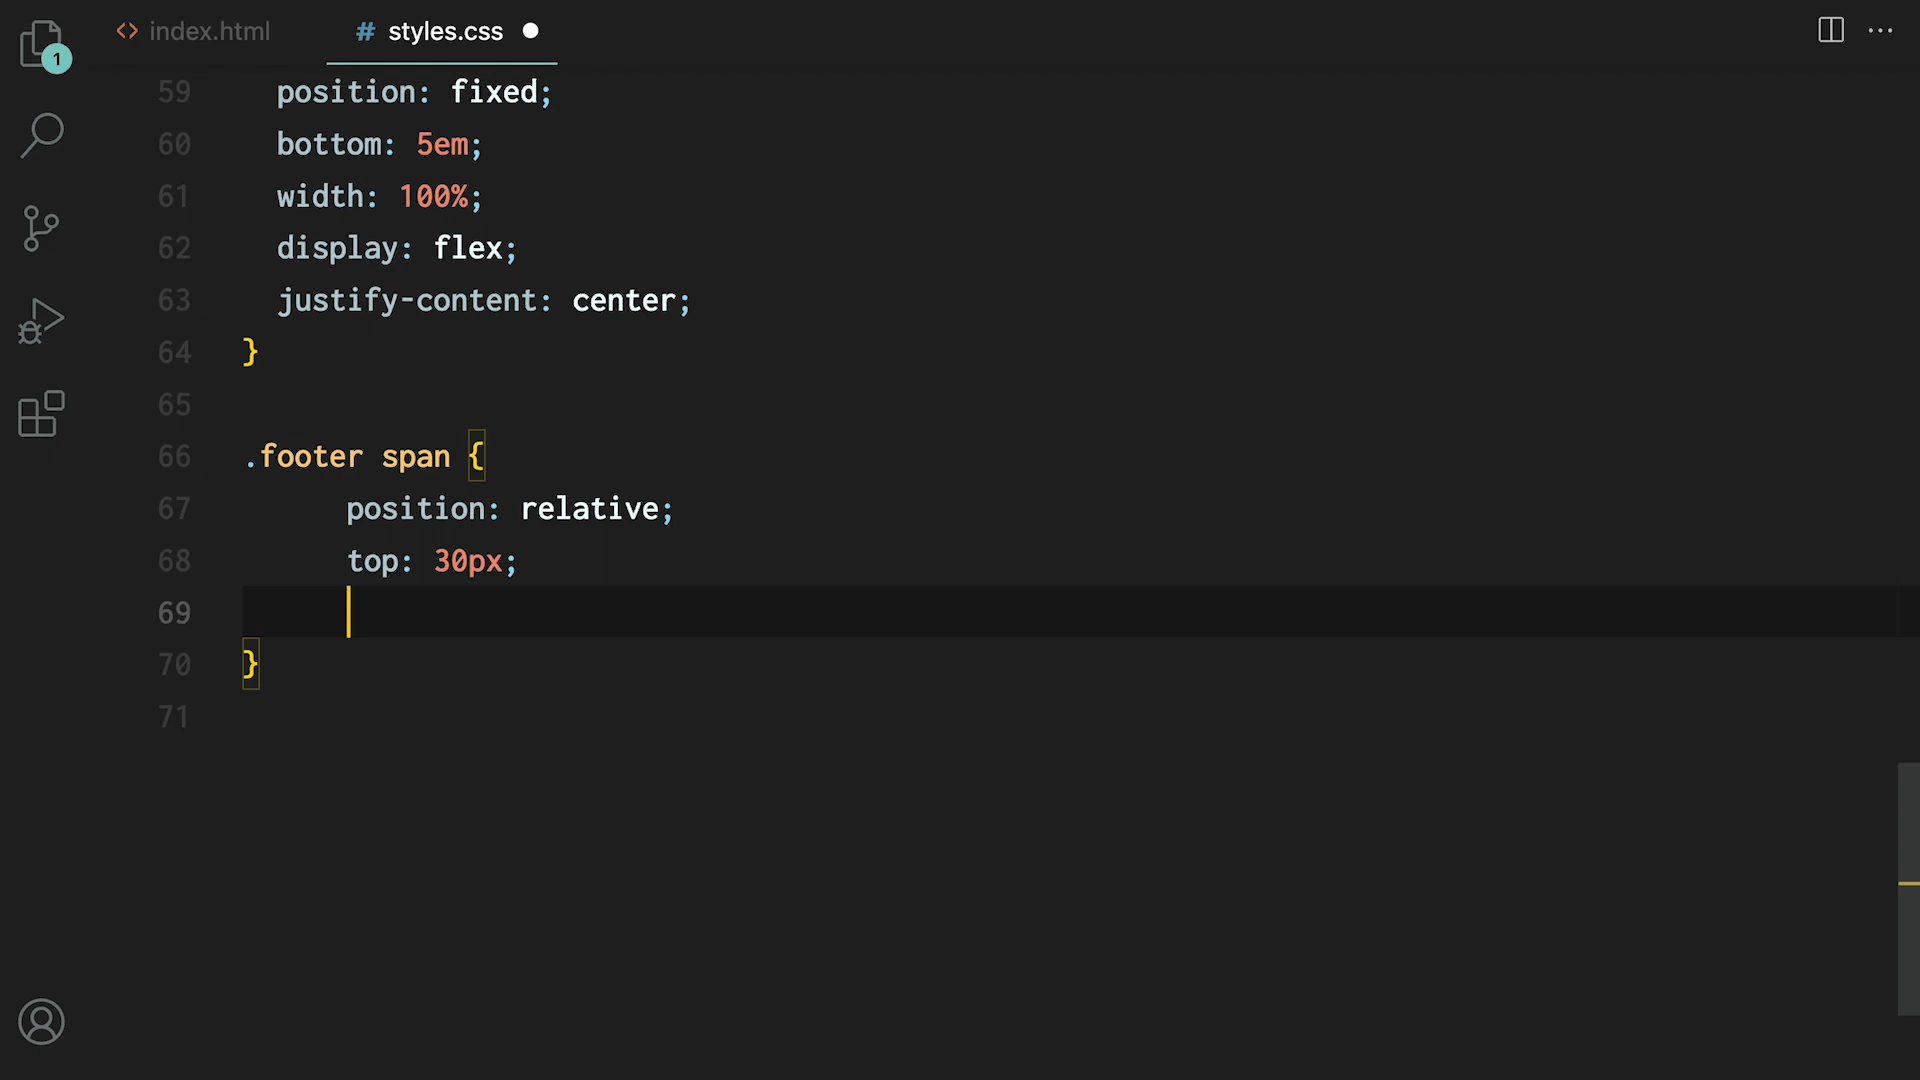 index.html
# styles.css
1
59 position: fixed;
60 bottom: 5em;
61 width: 100%;
62 display: flex;
63 justify-content: center;
64 }
65
66 .footer span {
67 position: relative;
68 top: 30px;
69
70 }
71